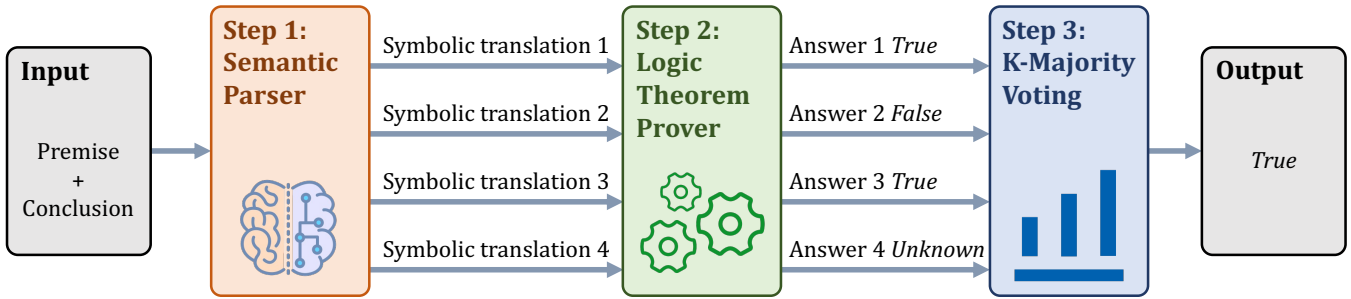 Input
Premise
+
Conclusion
Step 1:
Semantic
Parser
Symbolic translation 1
Symbolic translation 2
Symbolic translation 3
Symbolic translation 4
Step 2:
Logic
Theorem
Prover
Answer 1 True
Answer 2 False
Answer 3 True
Answer 4 Unknown
Step 3:
K-Majority
Voting
Output
True